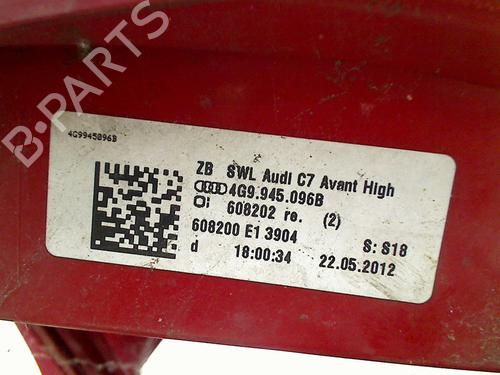 4G9945096B
ZB SWL Audi C7 Avant High
4G9.945.096B
608202 re. (2)
608200 E1 3904 S: S18
d 18:00:34 22.05.2012
B-PARTS